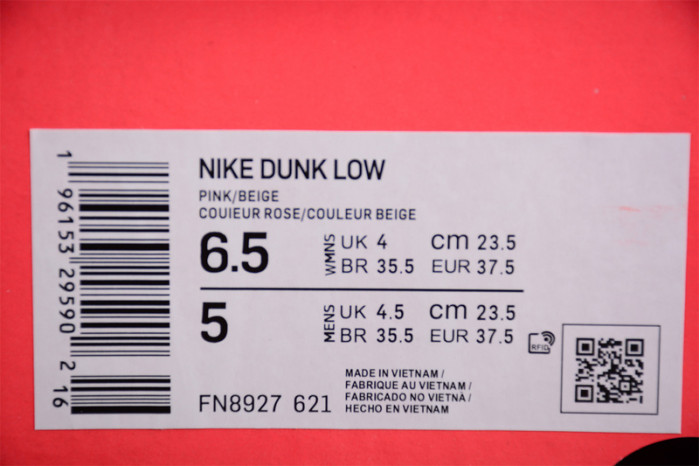 NIKE DUNK LOW
PINK/BEIGE
COUIEUR ROSE/COULEUR BEIGE
6.5 WMNS UK 4 cm 23.5
BR 35.5 EUR 37.5
5 MENS UK 4.5 cm 23.5
BR 35.5 EUR 37.5
RFID
FN8927 621
MADE IN VIETNAM /
FABRIQUE AU VIETNAM /
FABRICADO NO VIETNÀ /
HECHO EN VIETNAM
1 96153 29590 2 16